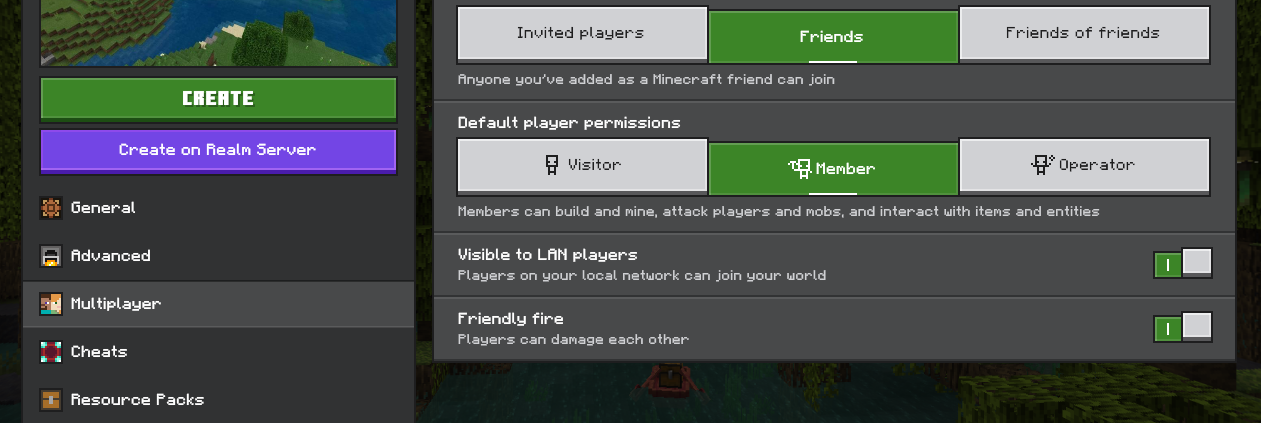 CREATE
Create on Realm Server
General
Advanced
Multiplayer
Cheats
Resource Packs
Invited players
Friends
Friends of friends
Anyone you've added as a Minecraft friend can join
Default player permissions
Visitor
Member
Operator
Members can build and mine, attack players and mobs, and interact with items and entities
Visible to LAN players
Players on your local network can join your world
Friendly fire
Players can damage each other